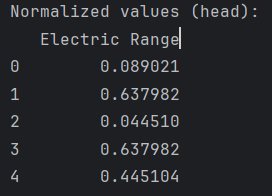 Normalized values (head):
   Electric Range
0        0.089021
1        0.637982
2        0.044510
3        0.637982
4        0.445104